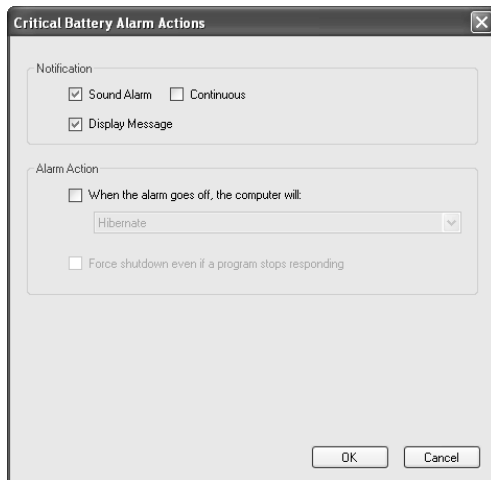 Critical Battery Alarm Actions
Notification
Sound Alarm Continuous
Display Message
Alarm Action
When the alarm goes off, the computer will:
Hibernate
Force shutdown even if a program stops responding
OK Cancel